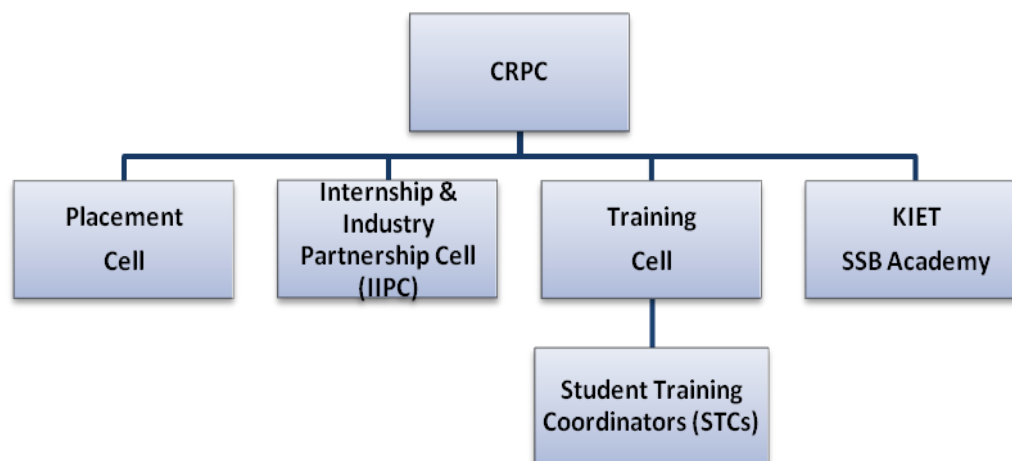 CRPC
Placement
Cell
Internship &
Industry
Partnership Cell
(IIPC)
Training
Cell
KIET
SSB Academy
Student Training
Coordinators (STCs)